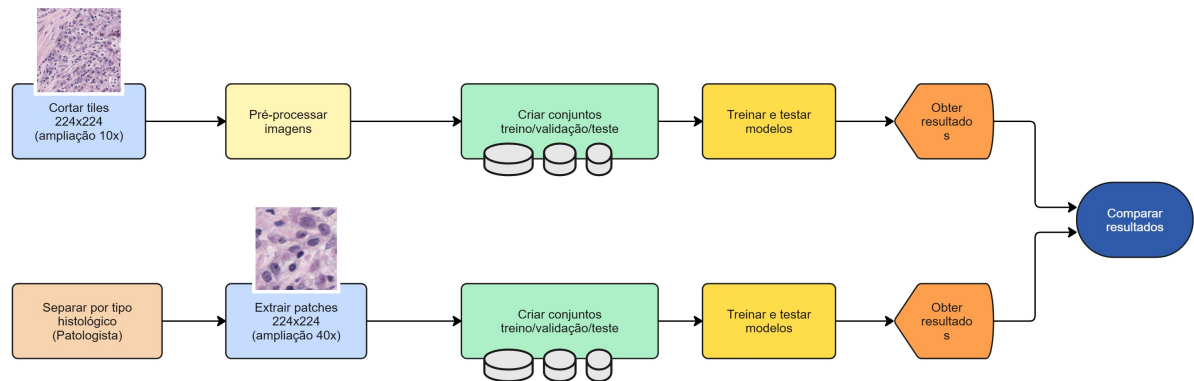 Cortar tiles
224x224
(ampliação 10x)
Pré-processar
imagens
Criar conjuntos
treino/validação/teste
Treinar e testar
modelos
Obter
resultado
s
Comparar
resultados
Separar por tipo
histológico
(Patologista)
Extrair patches
224x224
(ampliação 40x)
Criar conjuntos
treino/validação/teste
Treinar e testar
modelos
Obter
resultado
s